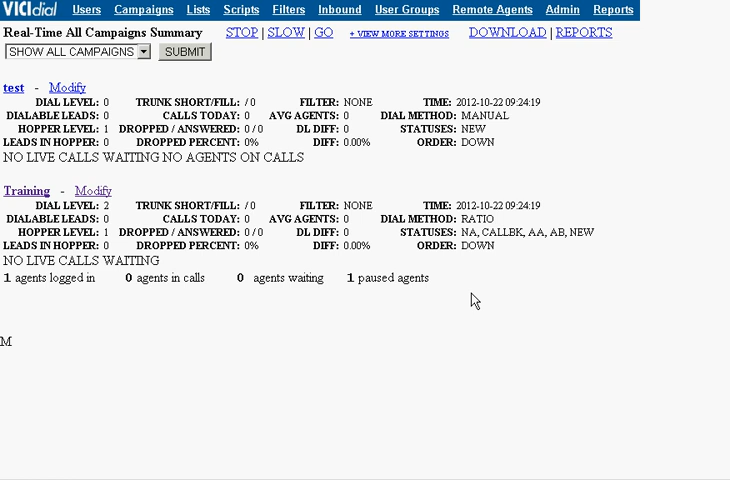 VICIdial Users Campaigns Lists Scripts Filters Inbound User Groups Remote Agents Admin Reports
Real-Time All Campaigns Summary STOP | SLOW | GO + VIEW MORE SETTINGS DOWNLOAD | REPORTS
SHOW ALL CAMPAIGNS SUBMIT
test - Modify
DIAL LEVEL: 0 TRUNK SHORT/FILL: / 0 FILTER: NONE TIME: 2012-10-22 09:24:19
DIALABLE LEADS: 0 CALLS TODAY: 0 AVG AGENTS: 0 DIAL METHOD: MANUAL
HOPPER LEVEL: 1 DROPPED / ANSWERED: 0 / 0 DL DIFF: 0 STATUSES: NEW
LEADS IN HOPPER: 0 DROPPED PERCENT: 0% DIFF: 0.00% ORDER: DOWN
NO LIVE CALLS WAITING NO AGENTS ON CALLS
Training - Modify
DIAL LEVEL: 2 TRUNK SHORT/FILL: / 0 FILTER: NONE TIME: 2012-10-22 09:24:19
DIALABLE LEADS: 0 CALLS TODAY: 0 AVG AGENTS: 0 DIAL METHOD: RATIO
HOPPER LEVEL: 1 DROPPED / ANSWERED: 0 / 0 DL DIFF: 0 STATUSES: NA, CALLBK, AA, AB, NEW
LEADS IN HOPPER: 0 DROPPED PERCENT: 0% DIFF: 0.00% ORDER: DOWN
NO LIVE CALLS WAITING
1 agents logged in 0 agents in calls 0 agents waiting 1 paused agents
M